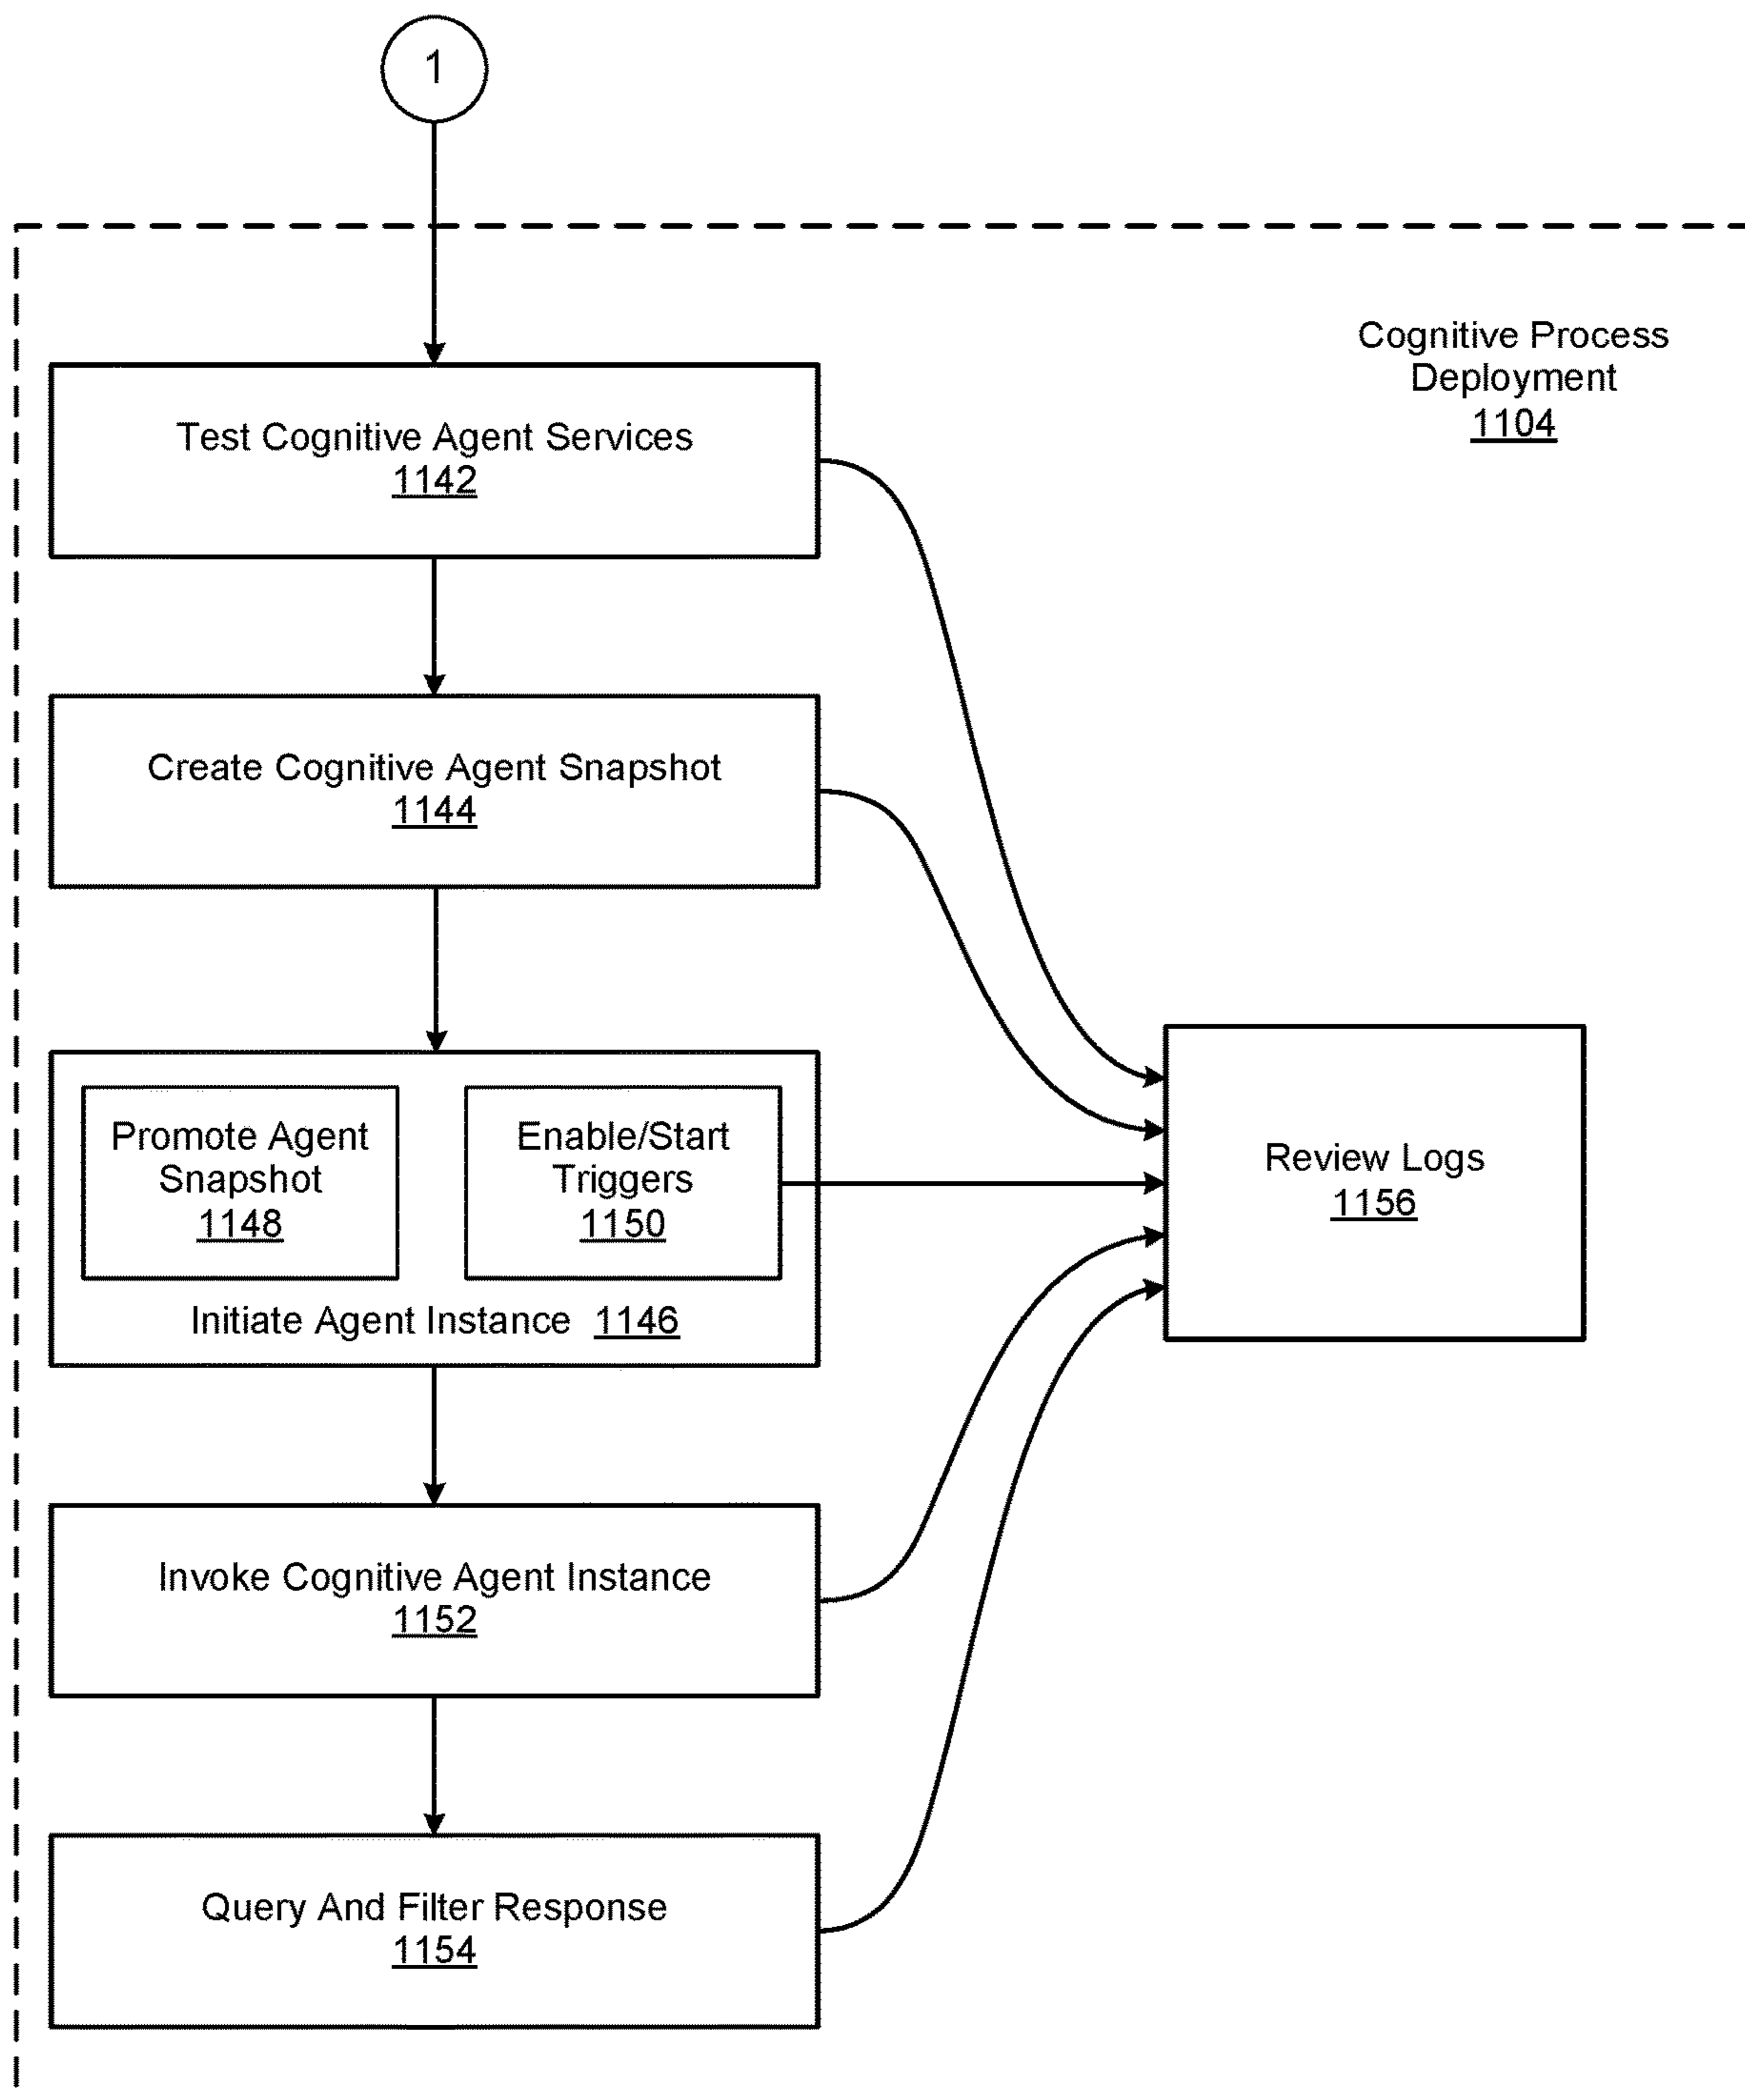 1
Cognitive Process
Deployment
1104
Test Cognitive Agent Services
1142
Create Cognitive Agent Snapshot
1144
Promote Agent
Snapshot
1148
Enable/Start
Triggers
1150
Initiate Agent Instance 1146
Review Logs
1156
Invoke Cognitive Agent Instance
1152
Query And Filter Response
1154